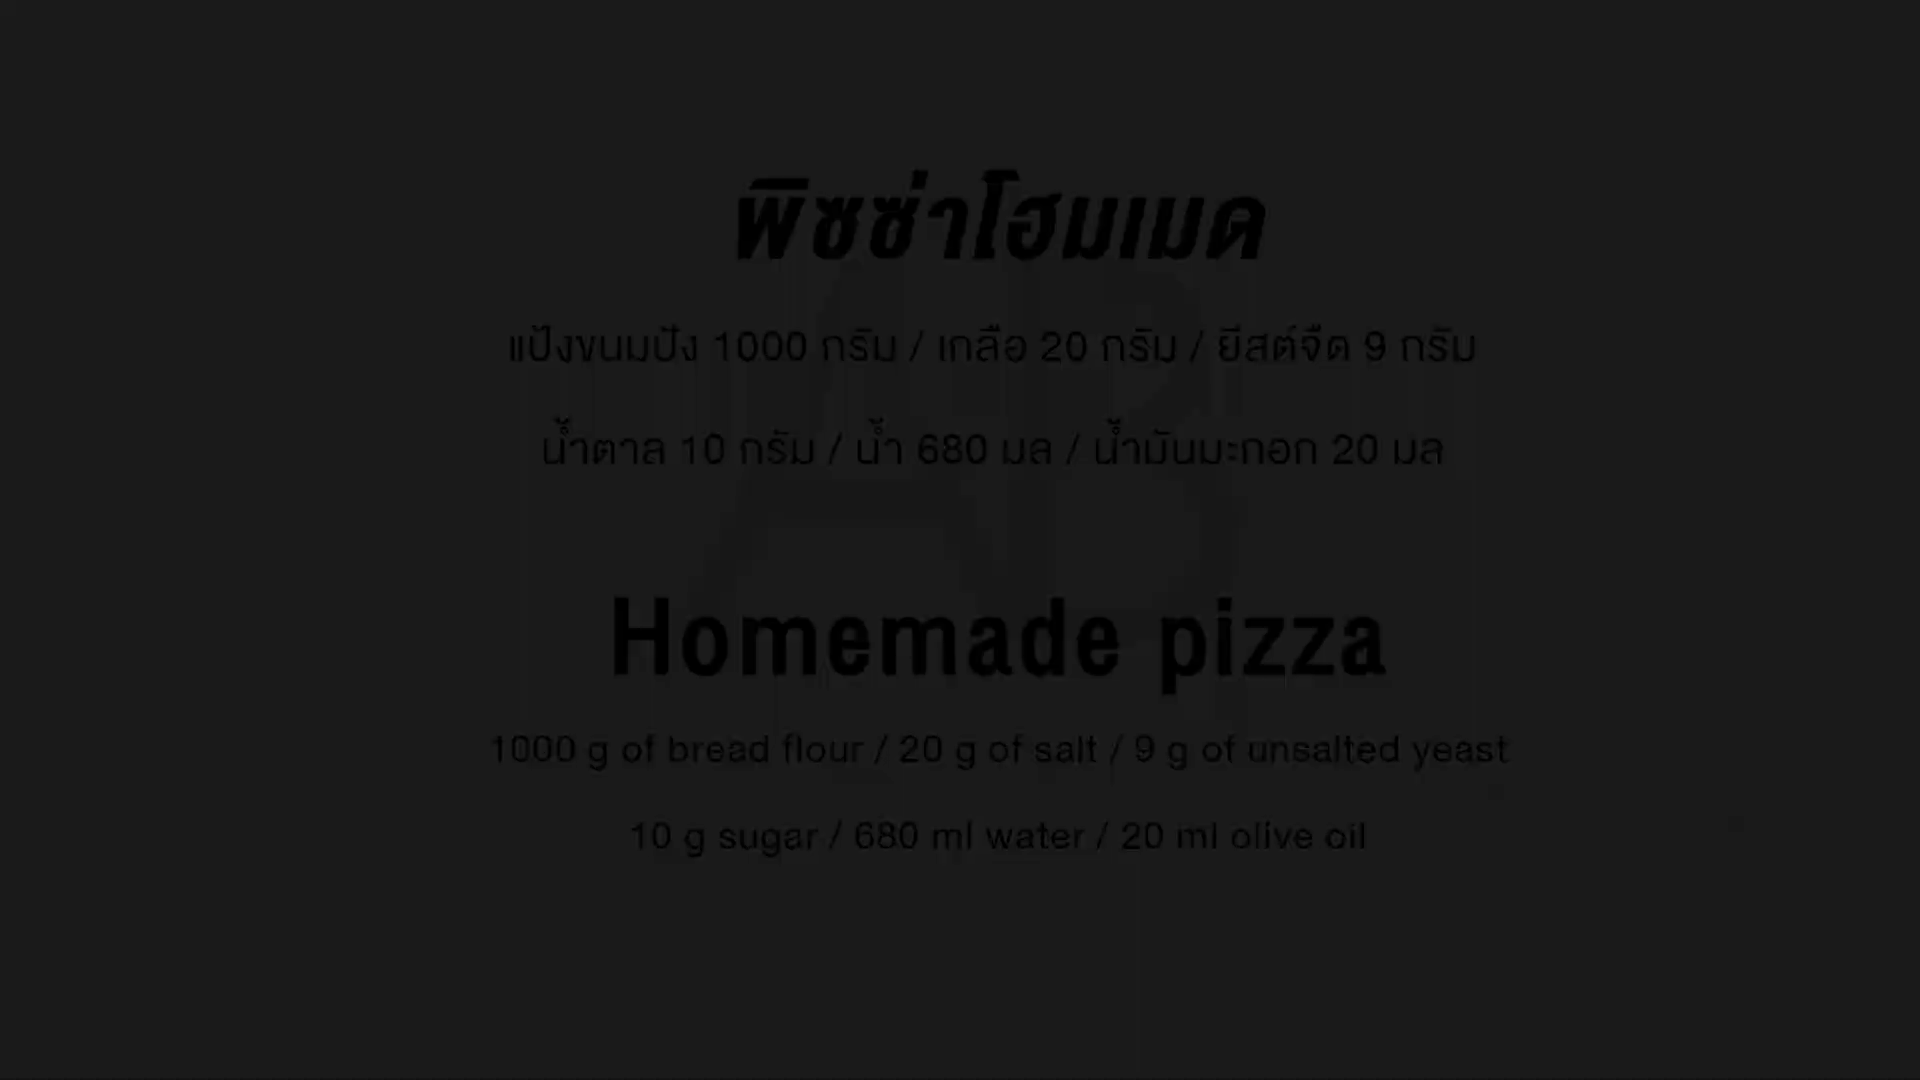 พิซซ่าโฮมเมด
แป้งขนมปัง 1000 กรัม / เกลือ 20 กรัม / ยีสต์จืด 9 กรัม
น้ำตาล 10 กรัม / น้ำ 680 มล / น้ำมันมะกอก 20 มล
Homemade pizza
1000 g of bread flour / 20 g of salt / 9 g of unsalted yeast
10 g sugar / 680 ml water / 20 ml olive oil